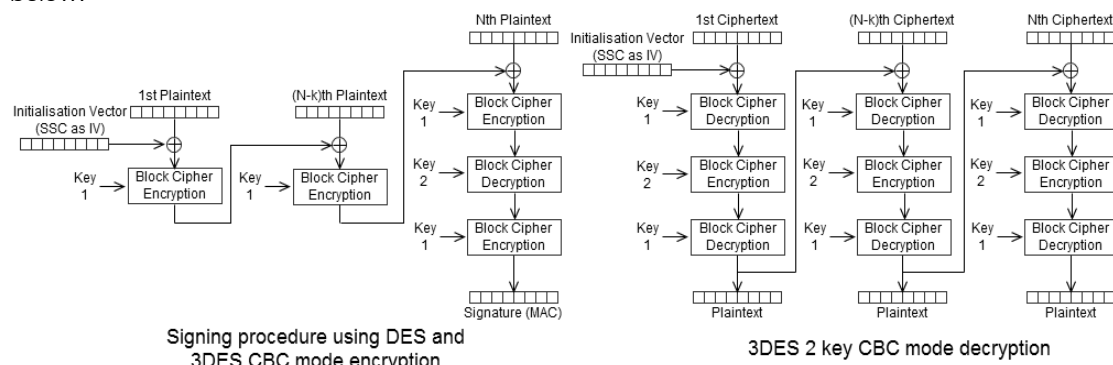 below.
Nth Plaintext
1st Plaintext
(N-k)th Plaintext
Initialisation Vector
(SSC as IV)
Key
1
Block Cipher
Encryption
Key
1
Block Cipher
Encryption
Key
1
Block Cipher
Encryption
Key
2
Block Cipher
Decryption
Key
1
Block Cipher
Encryption
Signature (MAC)
Signing procedure using DES and
3DES CBC mode encryption
1st Ciphertext
(N-k)th Ciphertext
Nth Ciphertext
Initialisation Vector
(SSC as IV)
Key
1
Block Cipher
Decryption
Key
1
Block Cipher
Decryption
Key
1
Block Cipher
Decryption
Key
2
Block Cipher
Encryption
Key
2
Block Cipher
Encryption
Key
2
Block Cipher
Encryption
Key
1
Block Cipher
Decryption
Key
1
Block Cipher
Decryption
Key
1
Block Cipher
Decryption
Plaintext
Plaintext
Plaintext
3DES 2 key CBC mode decryption